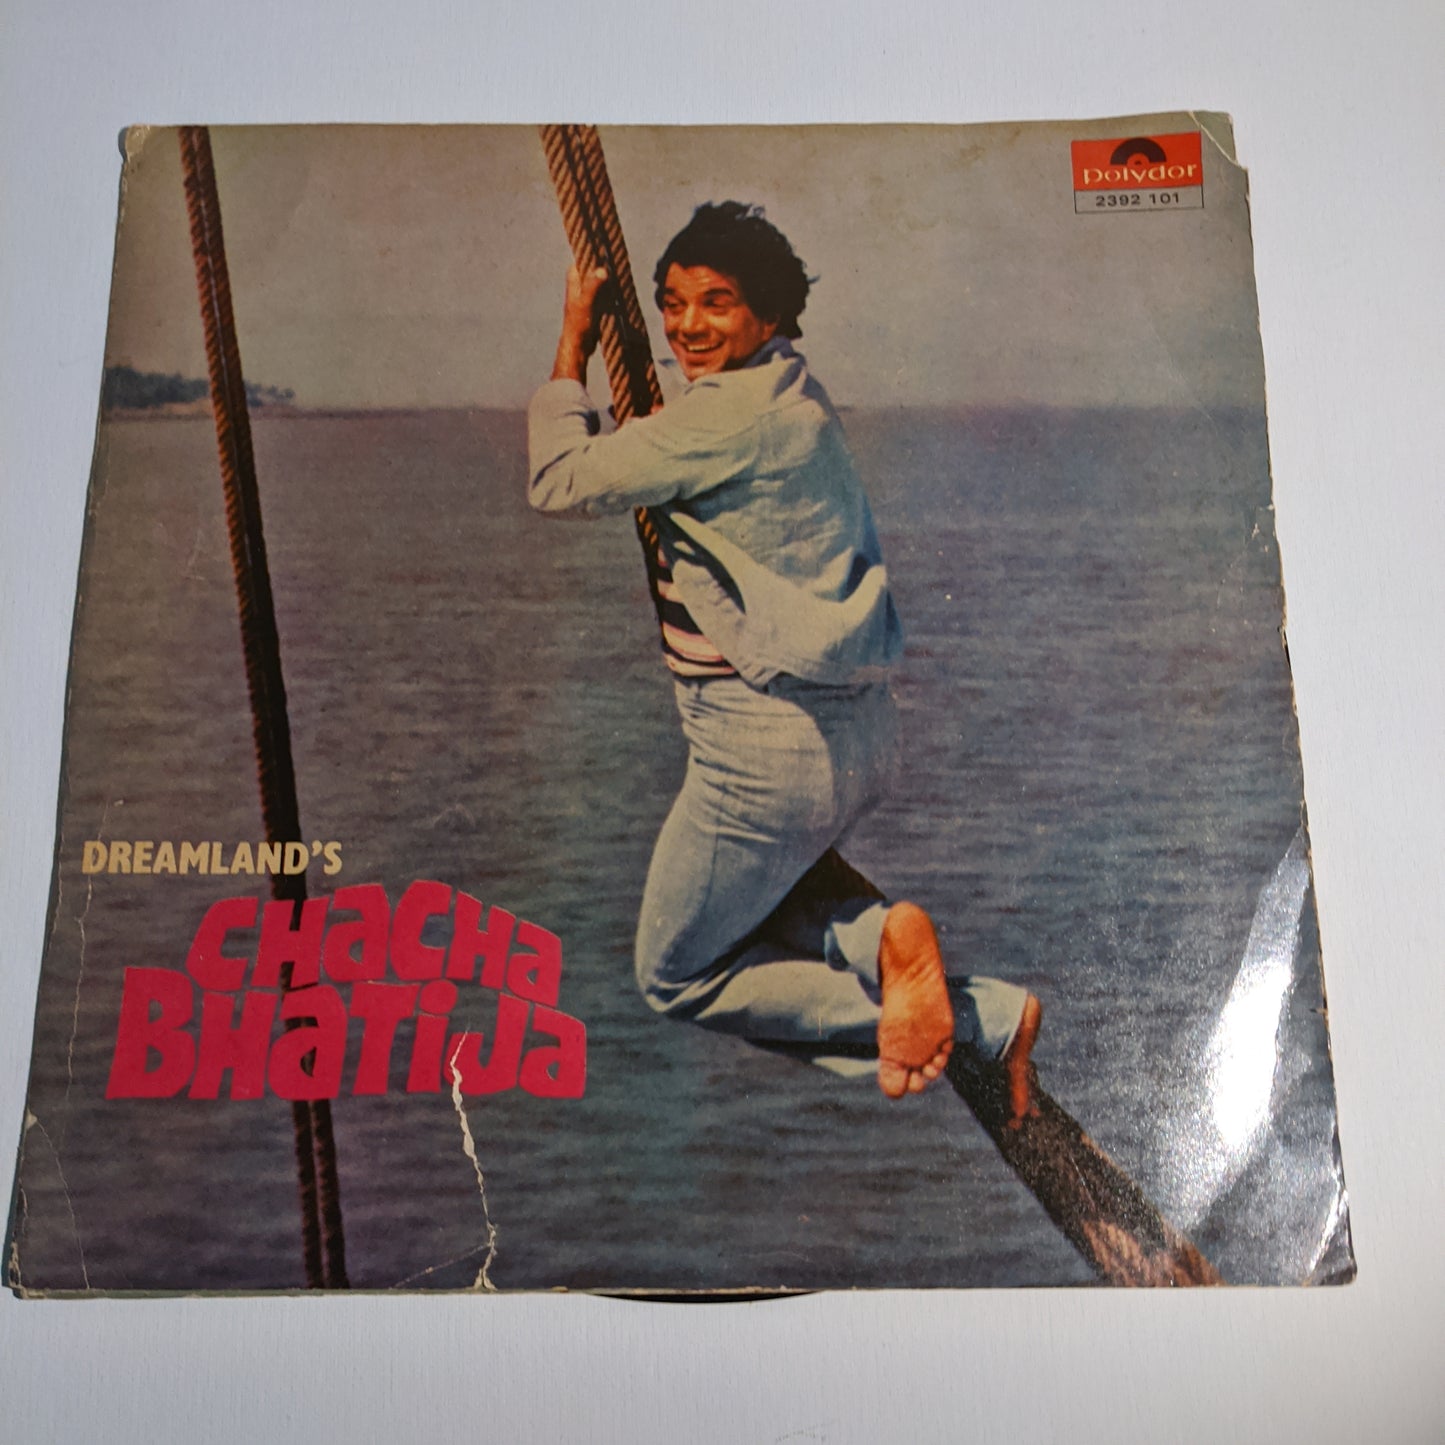 polydor
2392 101
DREAMLAND'S
CHaCHa
BHaTiJa